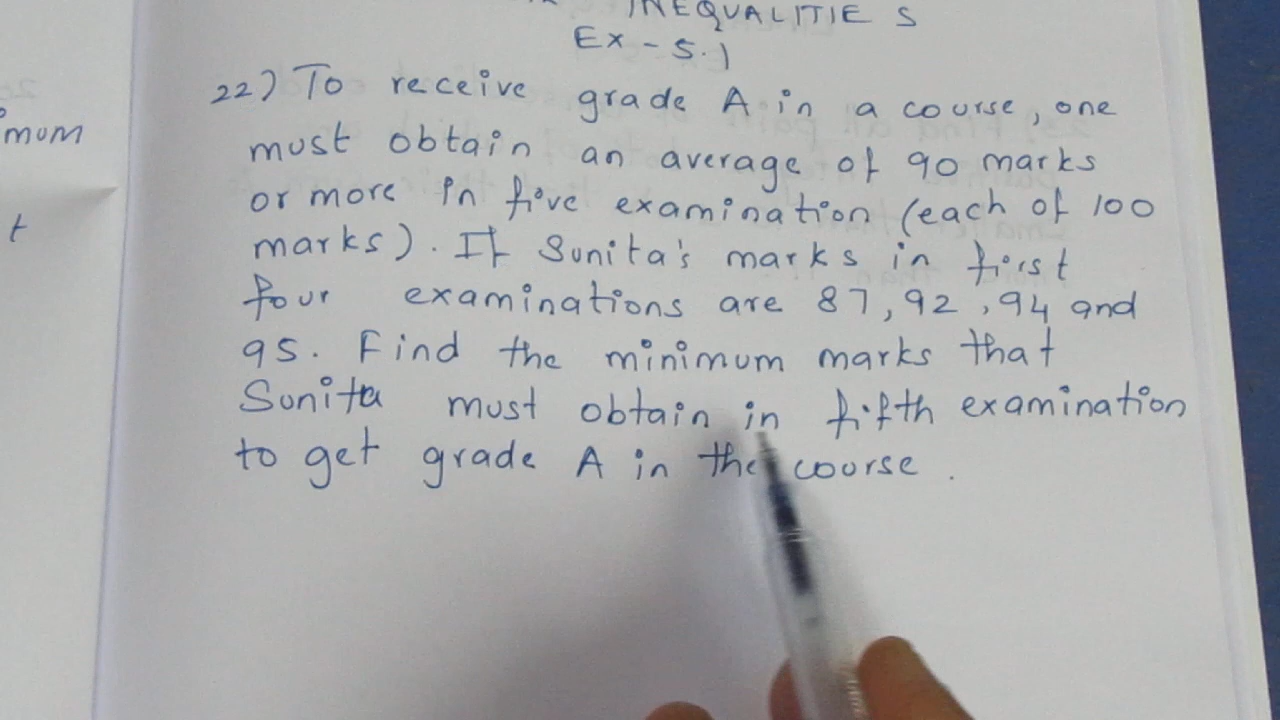 INEQUALITIES
Ex - 5.1
22) To receive grade A in a course, one
mum
must obtain an average of 90 marks
or more in five examination (each of 100
t
marks). If Sunita's marks in first
four examinations are 87, 92, 94 and
95. Find the minimum marks that
Sunita must obtain in fifth examination
to get grade A in the course.